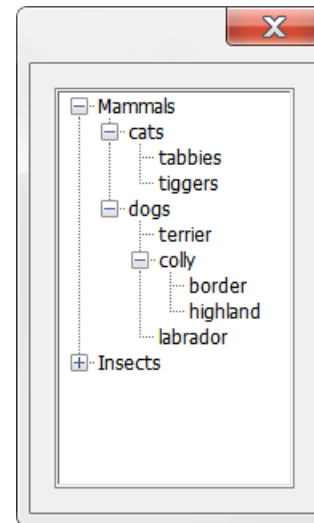 Mammals
cats
tabbies
tiggers
dogs
terrier
colly
border
highland
labrador
Insects